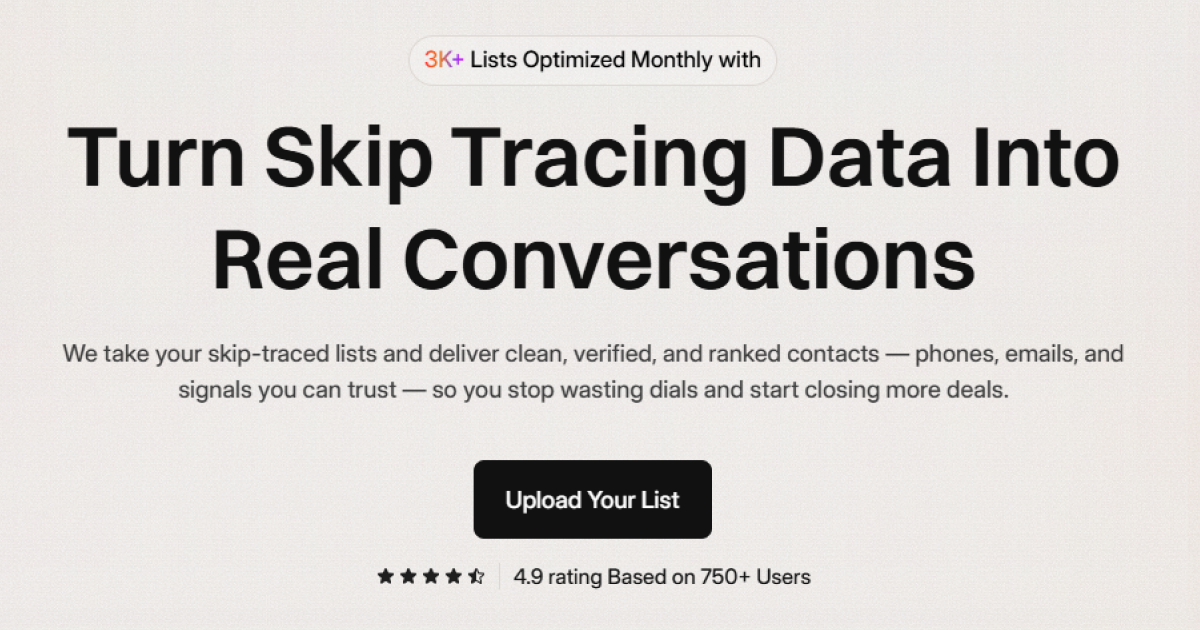 3K+ Lists Optimized Monthly with
Turn Skip Tracing Data Into
Real Conversations
We take your skip-traced lists and deliver clean, verified, and ranked contacts — phones, emails, and
signals you can trust — so you stop wasting dials and start closing more deals.
Upload Your List
4.9 rating Based on 750+ Users